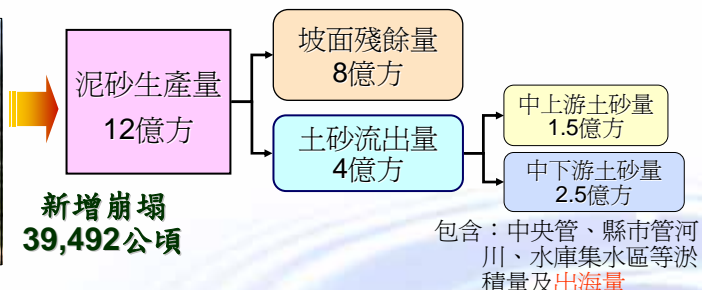 泥砂生產量
12億方
坡面殘餘量
8億方
土砂流出量
4億方
中上游土砂量
1.5億方
中下游土砂量
2.5億方
新增崩塌
39,492公頃
包含：中央管、縣市管河
川、水庫集水區等淤
積量及出海量